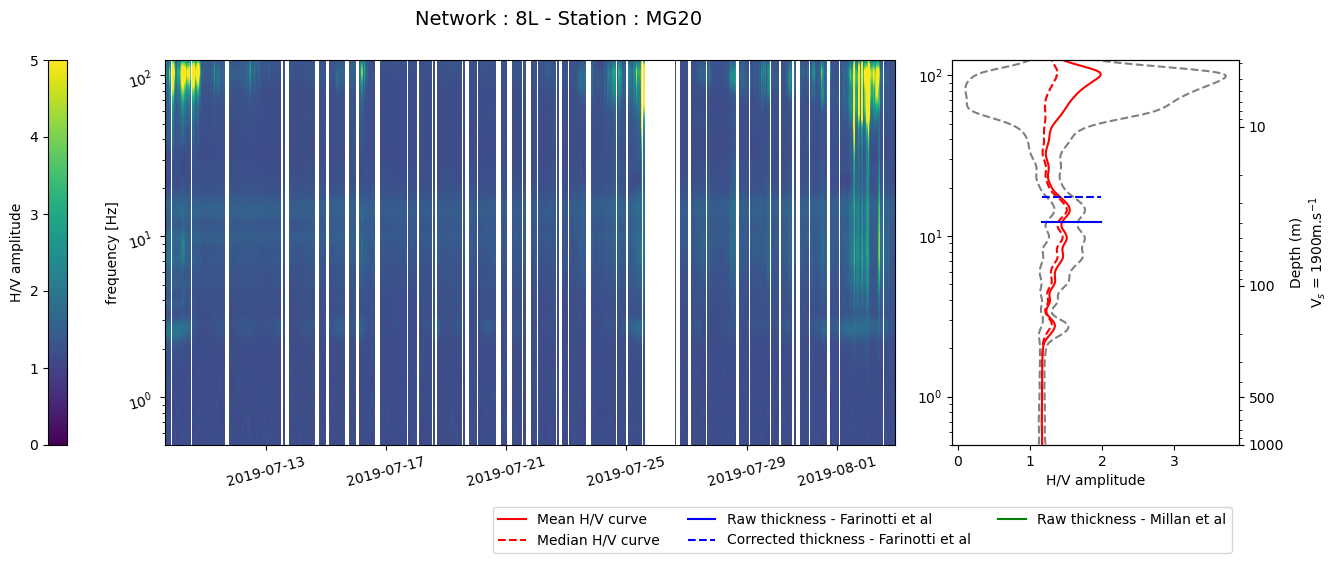 Network : 8L - Station : MG20
5
4
3
2
1
0
H/V amplitude
10²
10¹
10⁰
frequency [Hz]
2019-07-13
2019-07-17
2019-07-21
2019-07-25
2019-07-29
2019-08-01
10²
10¹
10⁰
0
1
2
3
H/V amplitude
10
100
500
1000
Depth (m)
Vₛ = 1900m.s⁻¹
Mean H/V curve
Median H/V curve
Raw thickness - Farinotti et al
Corrected thickness - Farinotti et al
Raw thickness - Millan et al